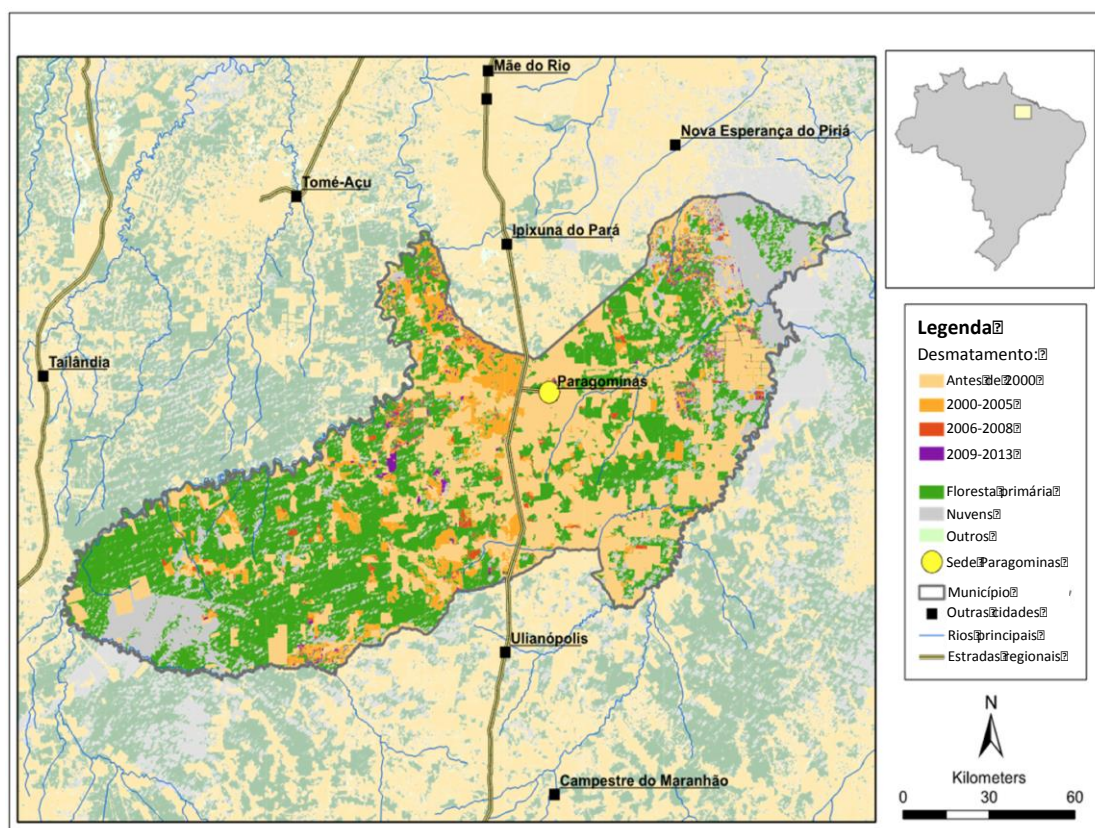 Mãe do Rio
Nova Esperança do Piriá
Tomé-Açu
Ipixuna do Pará
Tailândia
Paragominas
Ulianópolis
Campestre do Maranhão
Legenda
Desmatamento:
Antes de 2000
2000-2005
2006-2008
2009-2013
Floresta primária
Nuvens
Outros
Sede Paragominas
Município
Outras cidades
Rios principais
Estradas regionais
N
Kilometers
0 30 60